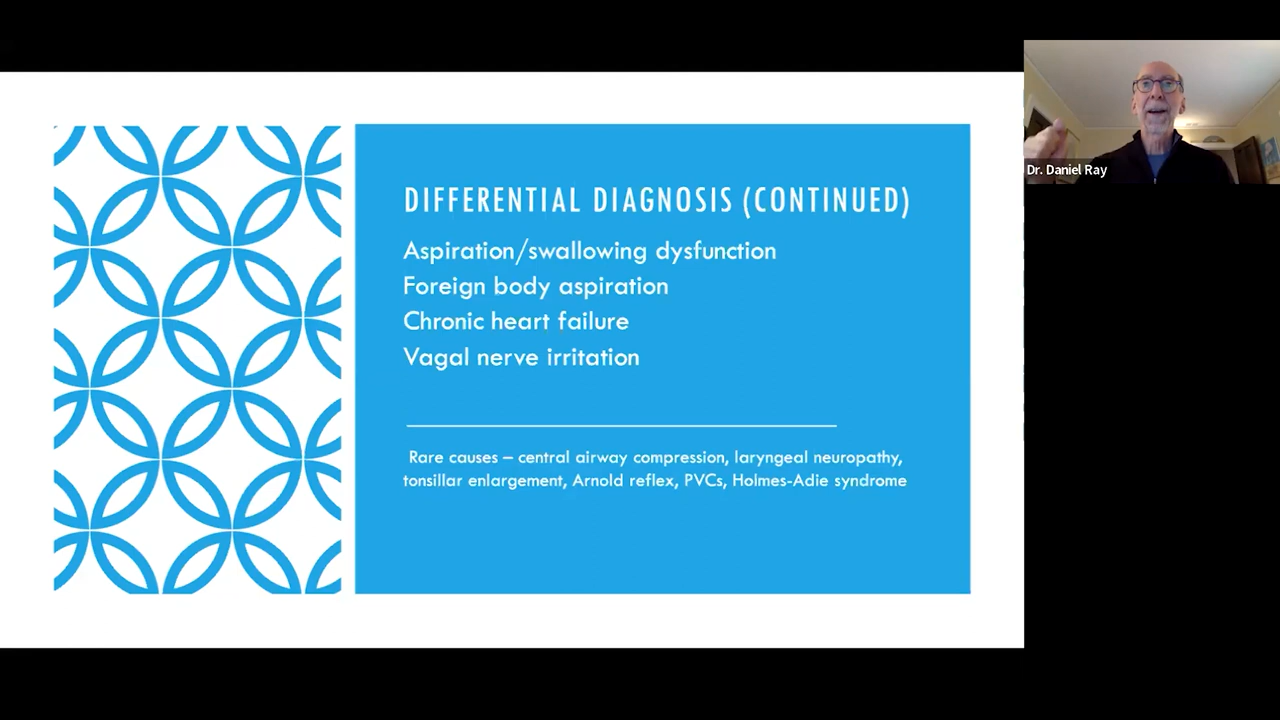 DIFFERENTIAL DIAGNOSIS (CONTINUED)
Aspiration/swallowing dysfunction
Foreign body aspiration
Chronic heart failure
Vagal nerve irritation
Rare causes – central airway compression, laryngeal neuropathy,
tonsillar enlargement, Arnold reflex, PVCs, Holmes-Adie syndrome
Dr. Daniel Ray